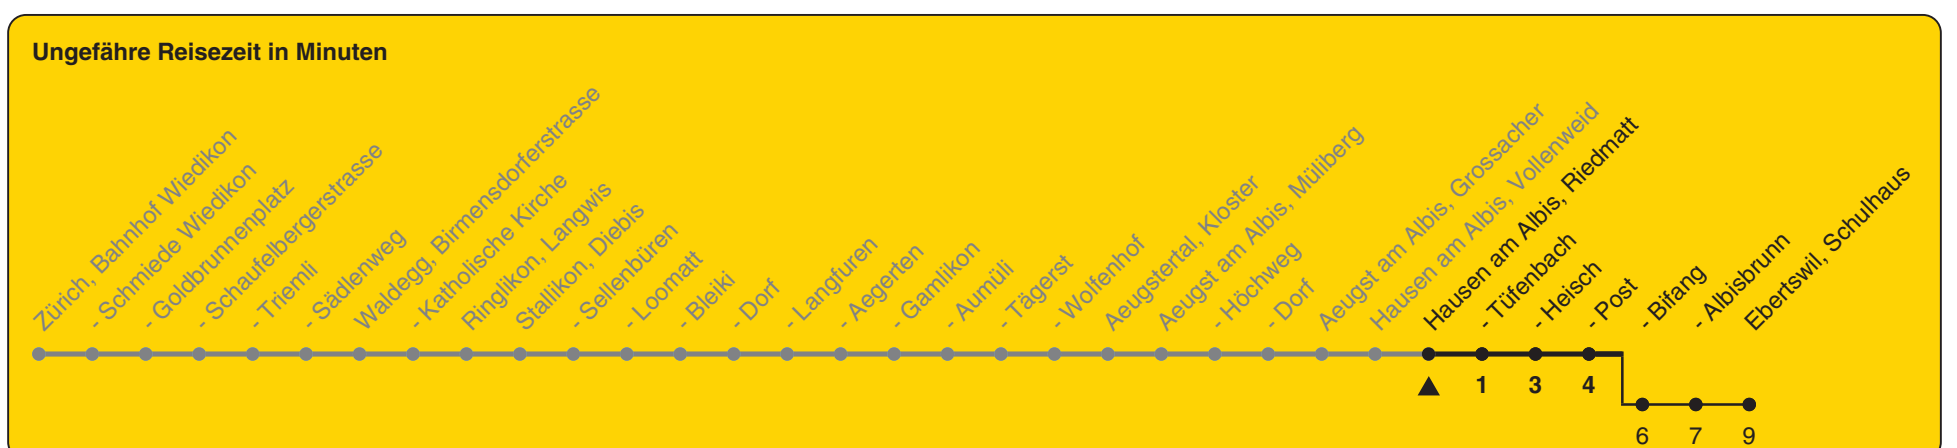 Ungefähre Reisezeit in Minuten
Zürich, Bahnhof Wiedikon
- Schmiede Wiedikon
- Goldbrunnenplatz
- Schaufelbergerstrasse
- Triemli
- Sädlenweg
Waldegg, Birmensdorferstrasse
- Katholische Kirche
Ringlikon, Langwis
Stallikon, Diebis
- Sellenbüren
- Loomatt
- Bleiki
- Dorf
- Langfuren
- Aegerten
- Gamlikon
- Aumüli
- Tägerst
- Wolfenhof
Aeugstertal, Kloster
Aeugst am Albis, Müliberg
- Höchweg
- Dorf
Aeugst am Albis, Grossacher
Hausen am Albis, Vollenweid
Hausen am Albis, Riedmatt
- Tüfenbach
- Heisch
- Post
- Bifang
- Albisbrunn
Ebertswil, Schulhaus
1 3 4
6 7 9